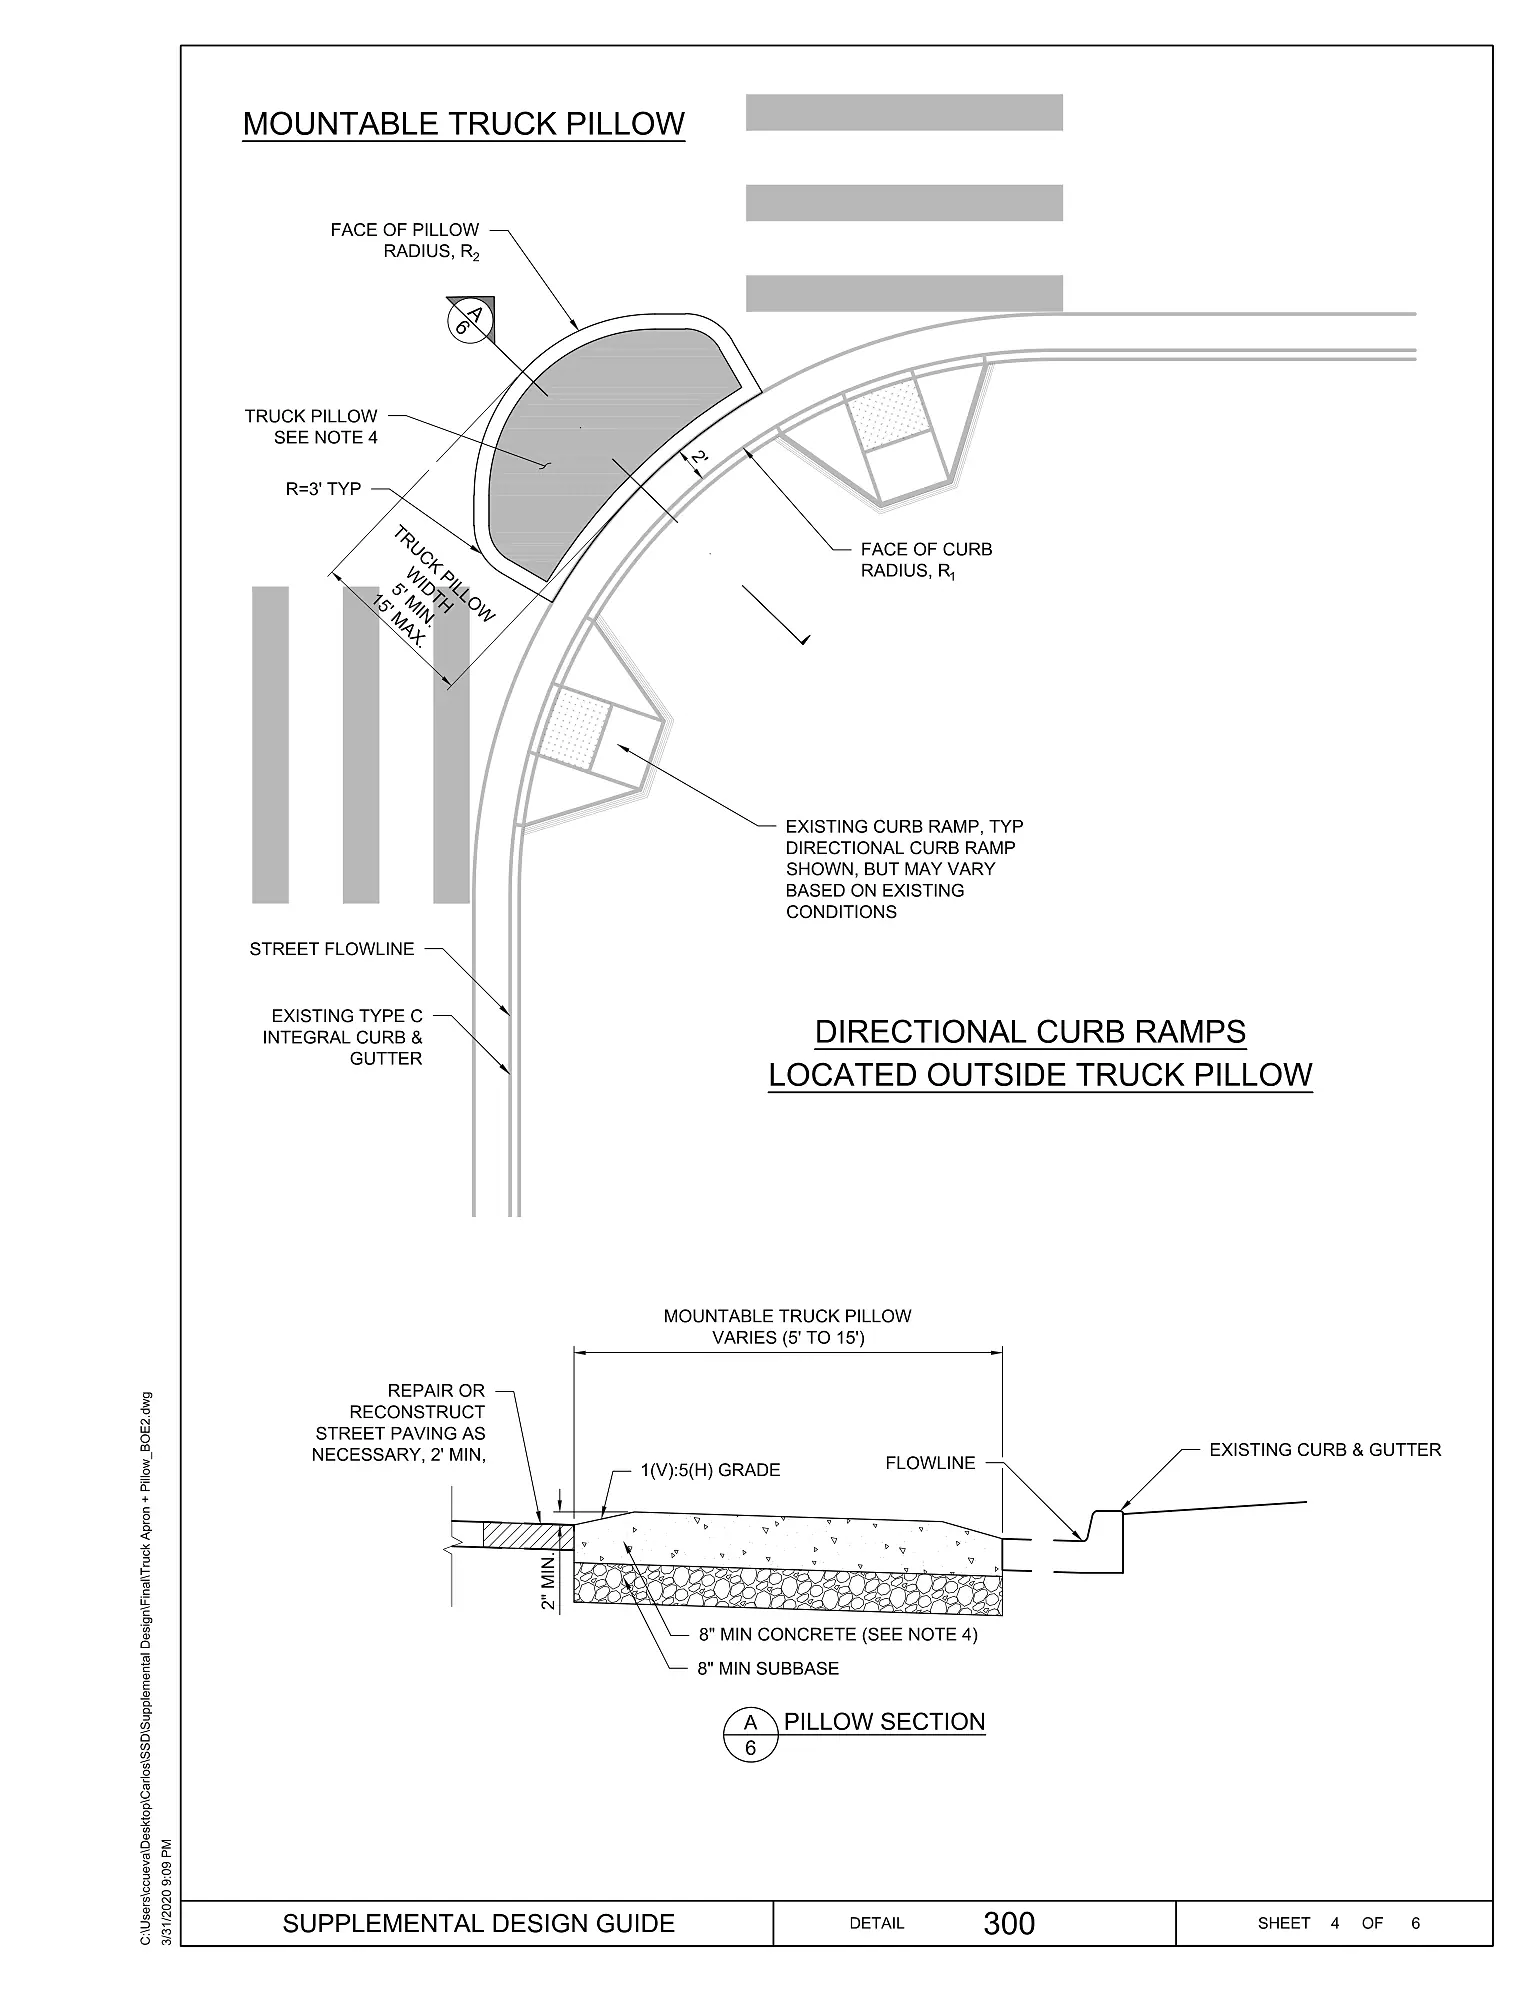 MOUNTABLE TRUCK PILLOW
FACE OF PILLOW
RADIUS, R2
A
6
TRUCK PILLOW
SEE NOTE 4
R=3' TYP
2'
TRUCK PILLOW
WIDTH
5' MIN.
15' MAX.
FACE OF CURB
RADIUS, R1
EXISTING CURB RAMP, TYP
DIRECTIONAL CURB RAMP
SHOWN, BUT MAY VARY
BASED ON EXISTING
CONDITIONS
STREET FLOWLINE
EXISTING TYPE C
INTEGRAL CURB &
GUTTER
DIRECTIONAL CURB RAMPS
LOCATED OUTSIDE TRUCK PILLOW
MOUNTABLE TRUCK PILLOW
VARIES (5' TO 15')
REPAIR OR
RECONSTRUCT
STREET PAVING AS
NECESSARY, 2' MIN,
1(V):5(H) GRADE
FLOWLINE
EXISTING CURB & GUTTER
2" MIN.
8" MIN CONCRETE (SEE NOTE 4)
8" MIN SUBBASE
A
6
PILLOW SECTION
C:\Users\ccueva\Desktop\Carlos\SSD\Supplemental Design\Final\Truck Apron + Pillow_BOE2.dwg
3/31/2020 9:09 PM
SUPPLEMENTAL DESIGN GUIDE
DETAIL 300
SHEET 4 OF 6